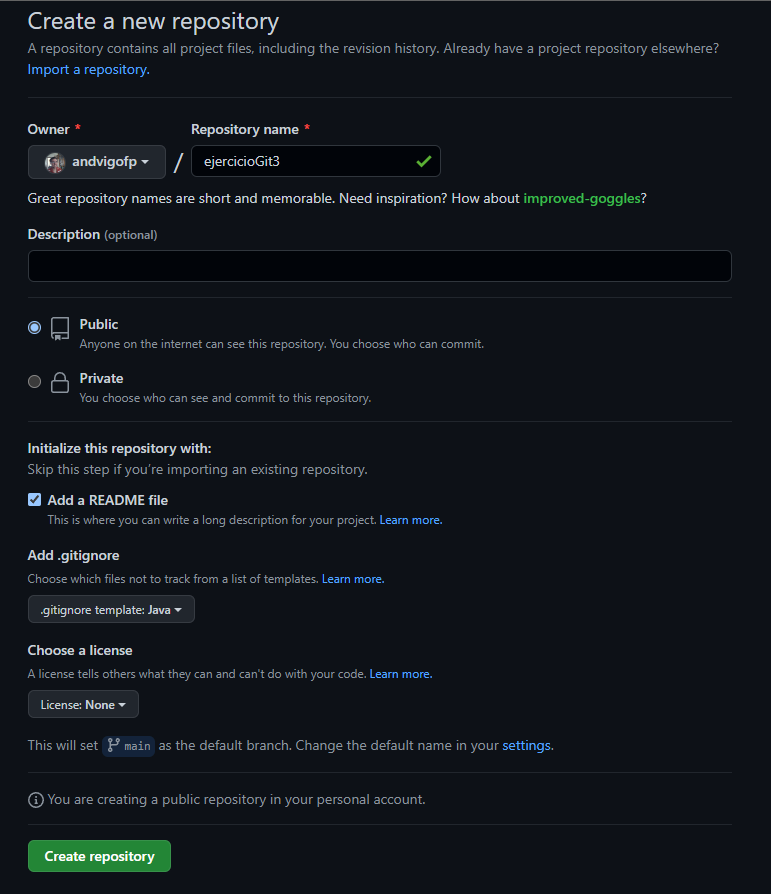 Create a new repository
A repository contains all project files, including the revision history. Already have a project repository elsewhere?
Import a repository.
Owner * Repository name *
andvigofp / ejercicioGit3
Great repository names are short and memorable. Need inspiration? How about improved-goggles?
Description (optional)
Public
Anyone on the internet can see this repository. You choose who can commit.
Private
You choose who can see and commit to this repository.
Initialize this repository with:
Skip this step if you're importing an existing repository.
Add a README file
This is where you can write a long description for your project. Learn more.
Add .gitignore
Choose which files not to track from a list of templates. Learn more.
.gitignore template: Java
Choose a license
A license tells others what they can and can't do with your code. Learn more.
License: None
This will set main as the default branch. Change the default name in your settings.
You are creating a public repository in your personal account.
Create repository